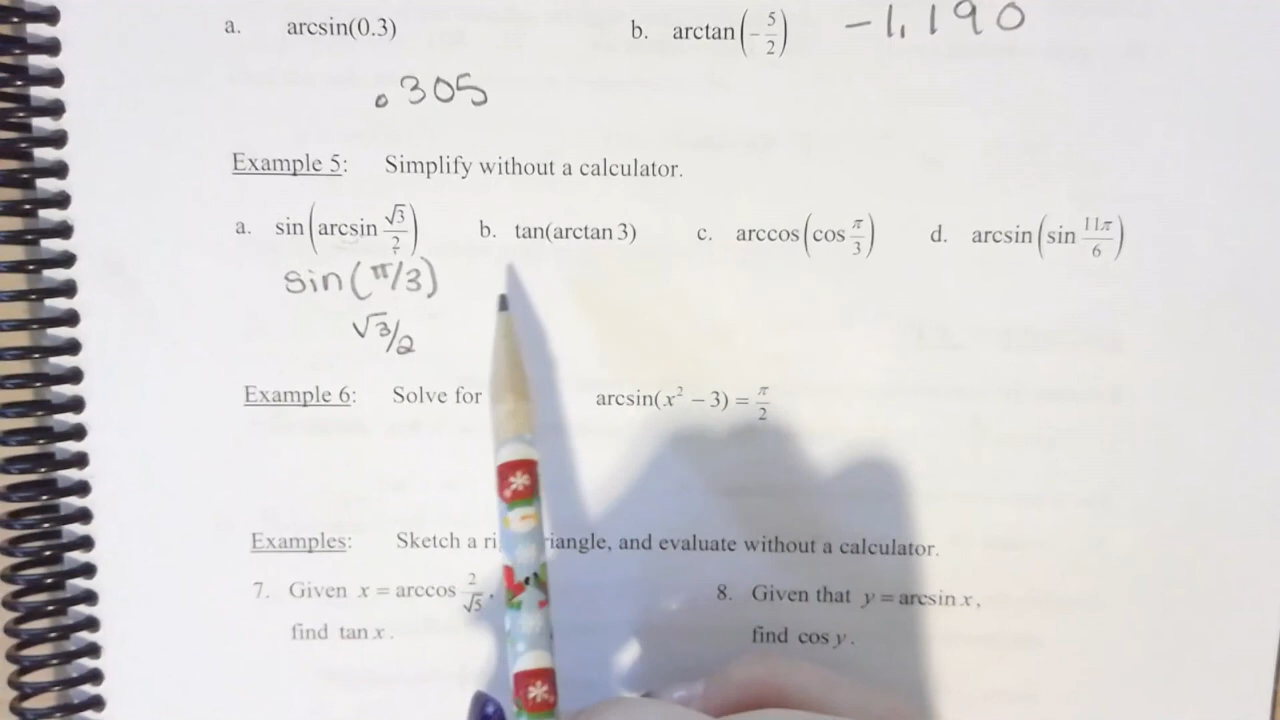 a. arcsin(0.3) b. arctan(-5/2) -1.190
.305
Example 5: Simplify without a calculator.
a. sin(arcsin √3/2) b. tan(arctan 3) c. arccos(cos π/3) d. arcsin(sin 11π/6)
sin(π/3)
√3/2
Example 6: Solve for arcsin(x² − 3) = π/2
Examples: Sketch a ri riangle, and evaluate without a calculator.
7. Given x = arccos 2/√5, 8. Given that y = arcsin x,
find tan x. find cos y.